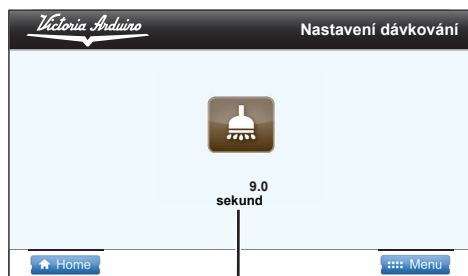 Victoria Arduino
Nastavení dávkování
9.0
sekund
Home
Menu